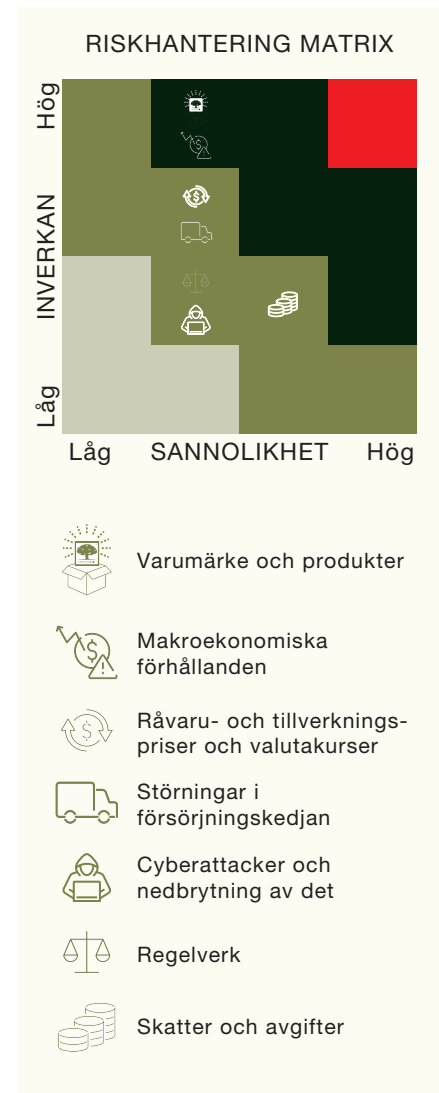 RISKHANTERING MATRIX
Hög
INVERKAN
Låg
Låg SANNOLIKHET Hög
Varumärke och produkter
Makroekonomiska
förhållanden
Råvaru- och tillverknings-
priser och valutakurser
Störningar i
försörjningskedjan
Cyberattacker och
nedbrytning av det
Regelverk
Skatter och avgifter